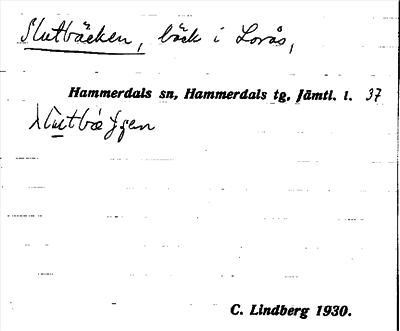 Slutbäcken, bäck i Lorås,
Hammerdals sn, Hammerdals tg, Jämtl. l. 37
C. Lindberg 1930.